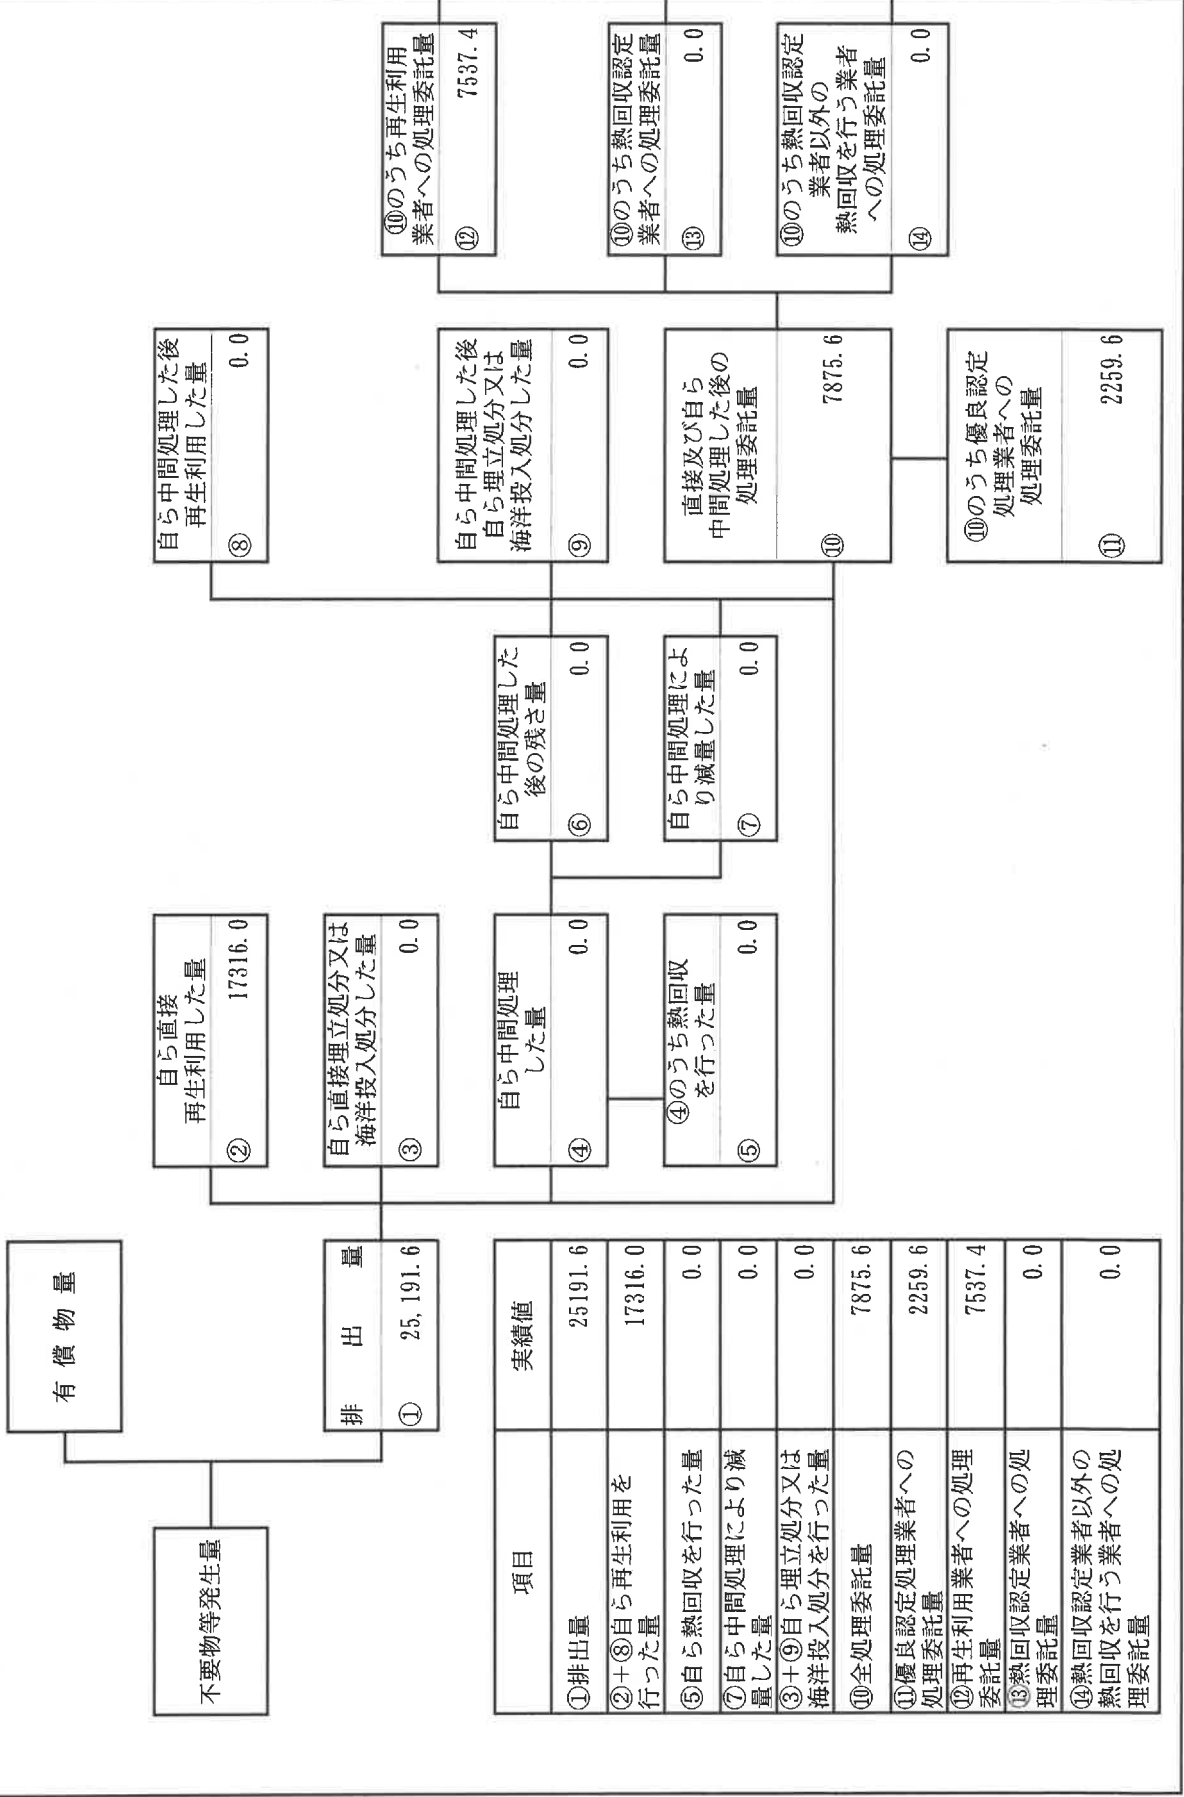 有償物量
不要物等発生量
排出量
① 25,191.6
自ら直接
再生利用した量
② 17316.0
自ら直接埋立処分又は
海洋投入処分した量
③ 0.0
自ら中間処理
した量
④ 0.0
④のうち熱回収
を行った量
⑤ 0.0
自ら中間処理した
後の残さ量
⑥ 0.0
自ら中間処理によ
り減量した量
⑦ 0.0
自ら中間処理した後
再生利用した量
⑧ 0.0
自ら中間処理した後
自ら埋立処分又は
海洋投入処分した量
⑨ 0.0
直接及び自ら
中間処理した後の
処理委託量
⑩ 7875.6
⑩のうち優良認定
処理業者への
処理委託量
⑪ 2259.6
⑩のうち再生利用
業者への処理委託量
⑫ 7537.4
⑩のうち熱回収認定
業者への処理委託量
⑬ 0.0
⑩のうち熱回収認定
業者以外の
熱回収を行う業者
への処理委託量
⑭ 0.0
項目 実績値
①排出量 25191.6
②+⑧自ら再生利用を
行った量 17316.0
⑤自ら熱回収を行った量 0.0
⑦自ら中間処理により減
量した量 0.0
③+⑨自ら埋立処分又は
海洋投入処分を行った量 0.0
⑩全処理委託量 7875.6
⑪優良認定処理業者への
処理委託量 2259.6
⑫再生利用業者への処理
委託量 7537.4
⑬熱回収認定業者への処
理委託量 0.0
⑭熱回収認定業者以外の
熱回収を行う業者への処
理委託量 0.0